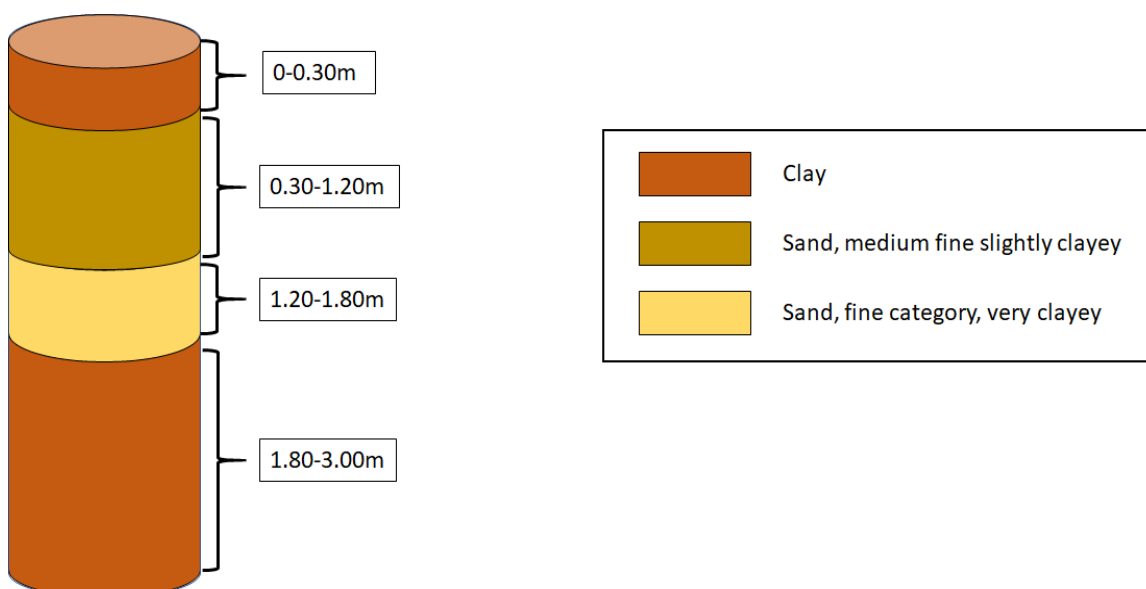 0-0.30m
0.30-1.20m
1.20-1.80m
1.80-3.00m
Clay
Sand, medium fine slightly clayey
Sand, fine category, very clayey